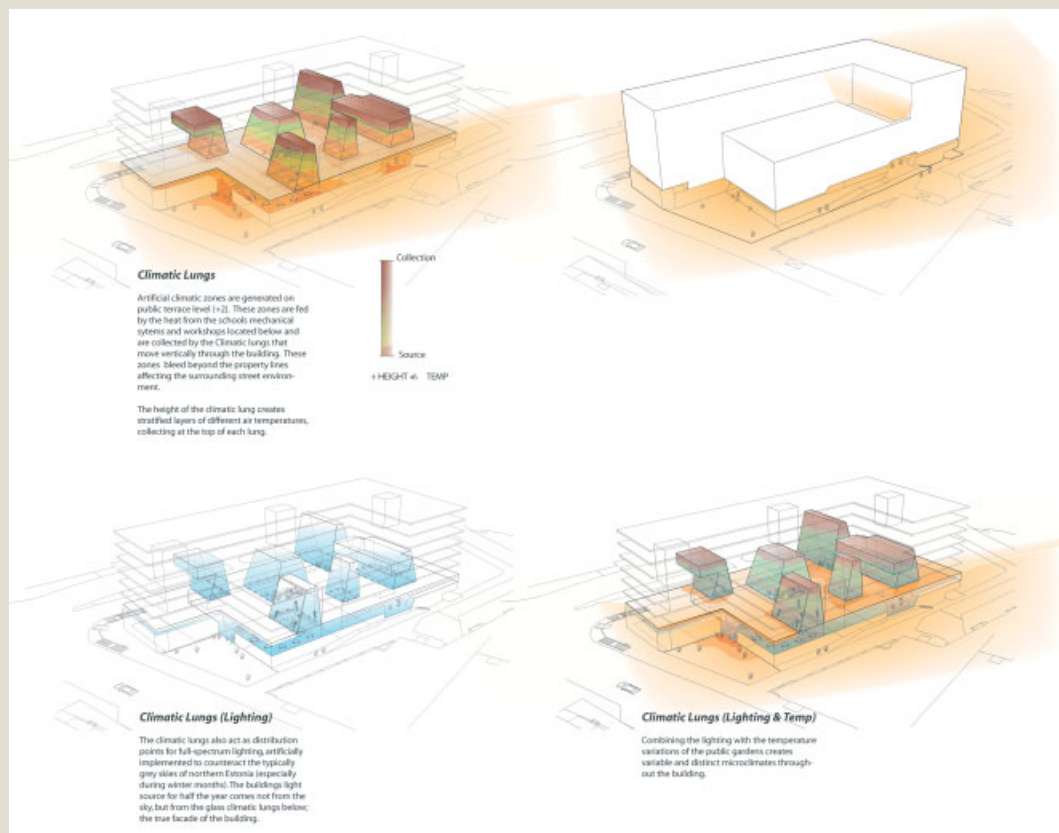 Collection
Climatic Lungs
Artificial climatic zones are generated on
public terrace level (+2). These zones are fed
by the heat from the schools mechanical
sytems and workshops located below and
are collected by the Climatic lungs that
move vertically through the building. These
zones bleed beyond the property lines
affecting the surrounding street environ-
ment.
Source
+ HEIGHT +/- TEMP
The height of the climatic lung creates
stratified layers of different air temperatures,
collecting at the top of each lung.
Climatic Lungs (Lighting)
The climatic lungs also act as distribution
points for full-spectrum lighting, artificially
implemented to counteract the typically
grey skies of northern Estonia (especially
during winter months). The buildings light
source for half the year comes not from the
sky, but from the glass climatic lungs below;
the true facade of the building.
Climatic Lungs (Lighting & Temp)
Combining the lighting with the temperature
variations of the public gardens creates
variable and distinct microclimates through-
out the building.